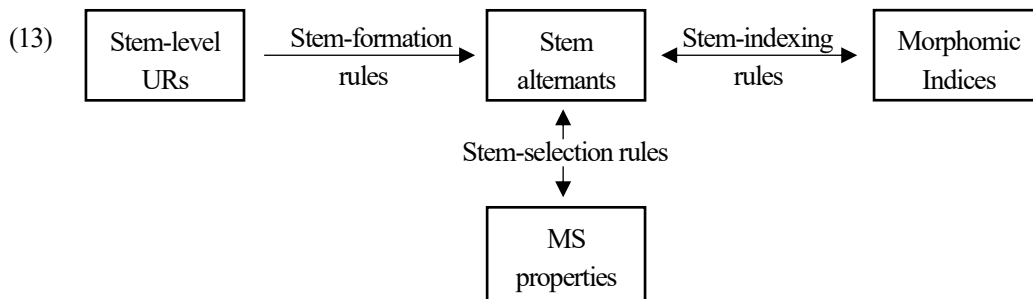 (13)
Stem-level
URs
Stem-formation
rules
Stem
alternants
Stem-indexing
rules
Morphomic
Indices
Stem-selection rules
MS
properties